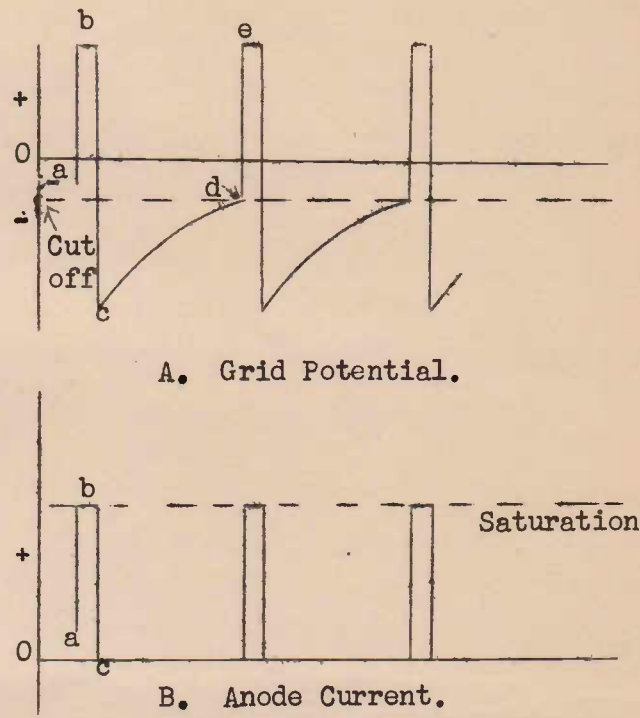 b
e
+
0
a
d
-
Cut
off
c
A. Grid Potential.
b
Saturation
+
a
0
c
B. Anode Current.